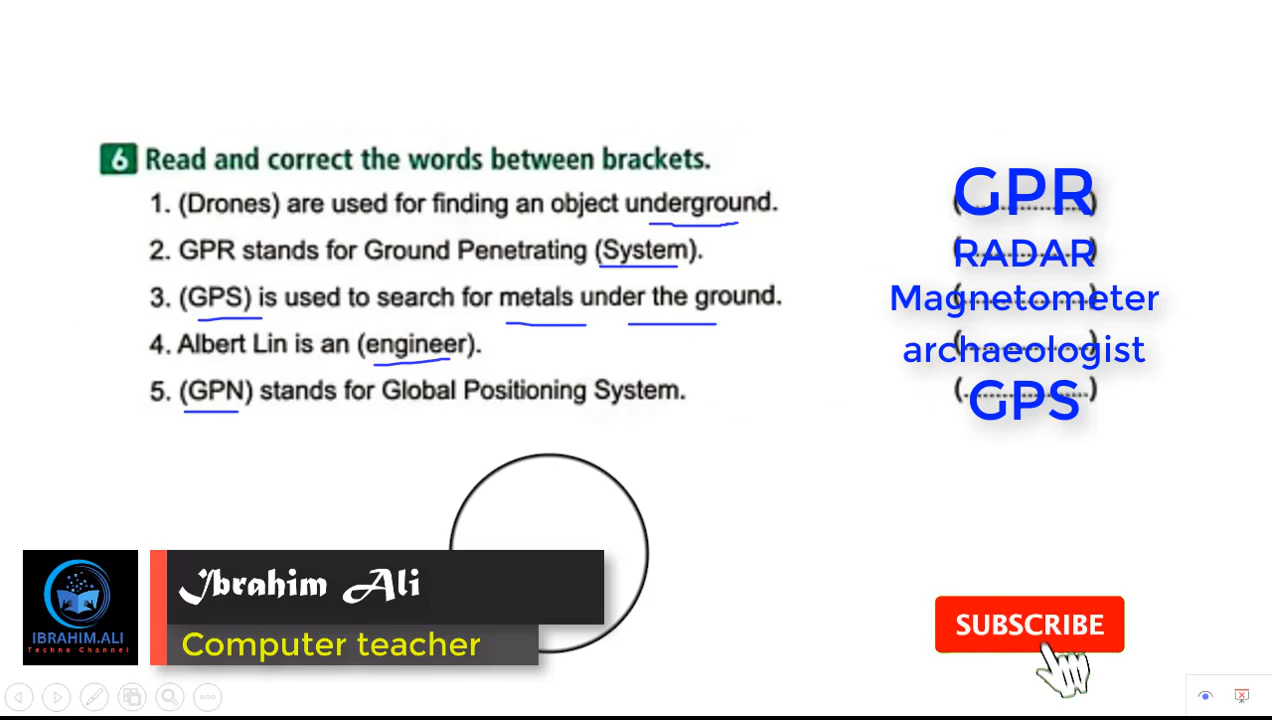 6 Read and correct the words between brackets.
1. (Drones) are used for finding an object underground. (....................) GPR
2. GPR stands for Ground Penetrating (System). (....................) RADAR
3. (GPS) is used to search for metals under the ground. (....................) Magnetometer
4. Albert Lin is an (engineer). (....................) archaeologist
5. (GPN) stands for Global Positioning System. (....................) GPS
Ibrahim Ali
Computer teacher
IBRAHIM.ALI
Techno Channel
SUBSCRIBE